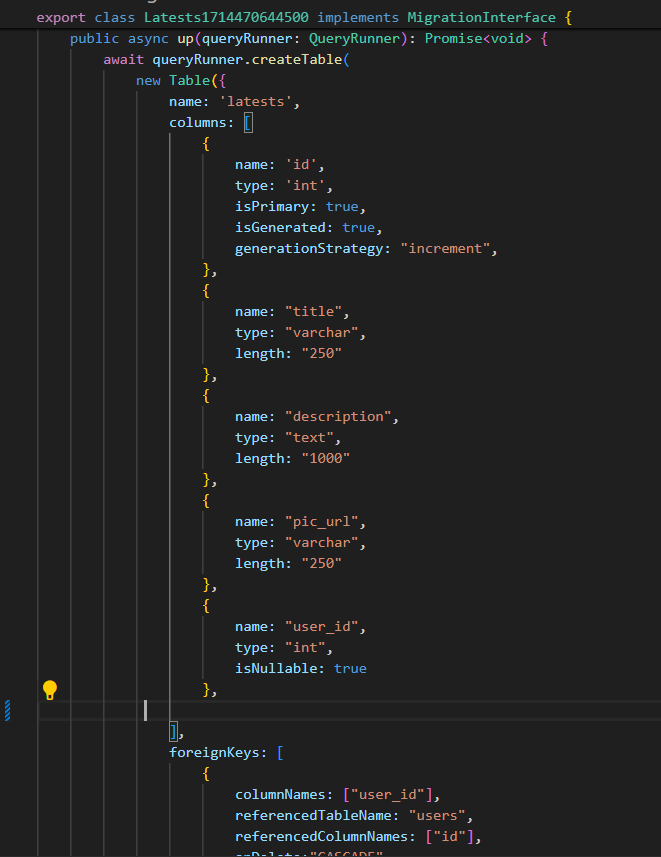 export class Latests1714470644500 implements MigrationInterface {
public async up(queryRunner: QueryRunner): Promise<void> {
await queryRunner.createTable(
new Table({
name: 'latests',
columns: [
{
name: 'id',
type: 'int',
isPrimary: true,
isGenerated: true,
generationStrategy: "increment",
},
{
name: "title",
type: "varchar",
length: "250"
},
{
name: "description",
type: "text",
length: "1000"
},
{
name: "pic_url",
type: "varchar",
length: "250"
},
{
name: "user_id",
type: "int",
isNullable: true
},
],
foreignKeys: [
{
columnNames: ["user_id"],
referencedTableName: "users",
referencedColumnNames: ["id"],
onDelete:"CASCADE"